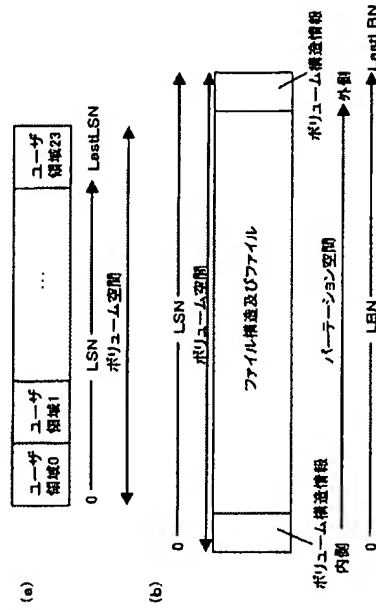 (a)
ユーザ領域0
ユーザ領域1
...
ユーザ領域23
0 LSN LastLSN
ボリューム空間
(b)
0 LSN
ボリューム空間
ファイル構造及びファイル
ボリューム構造情報
ボリューム構造情報
内側 パーテーション空間 外側
0 LBN LastLBN